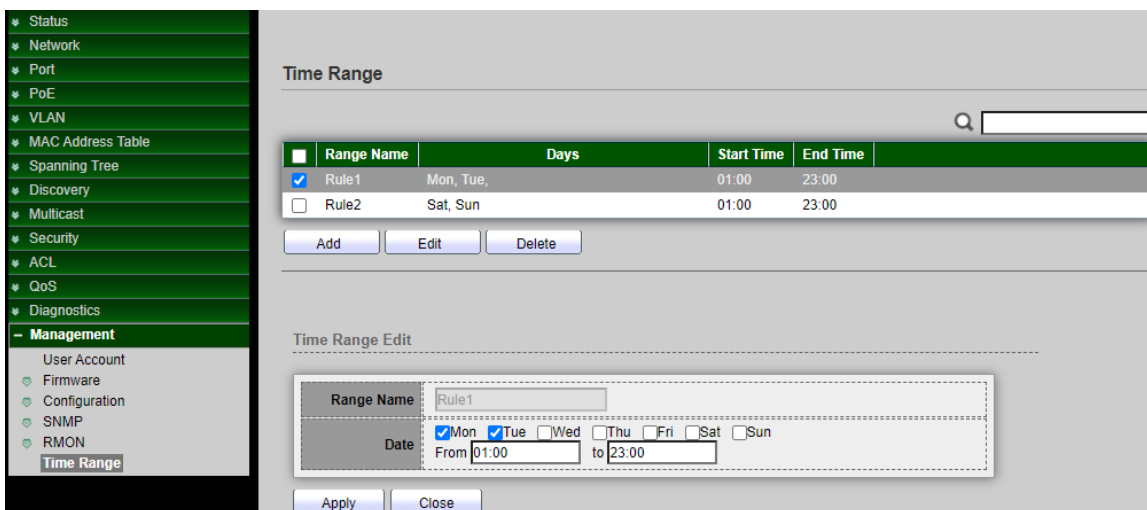 Status
Network
Port
PoE
VLAN
MAC Address Table
Spanning Tree
Discovery
Multicast
Security
ACL
QoS
Diagnostics
Management
User Account
Firmware
Configuration
SNMP
RMON
Time Range
Time Range
Range Name Days Start Time End Time
Rule1 Mon, Tue, 01:00 23:00
Rule2 Sat, Sun 01:00 23:00
Add Edit Delete
Time Range Edit
Range Name Rule1
Date Mon Tue Wed Thu Fri Sat Sun
From 01:00 to 23:00
Apply Close